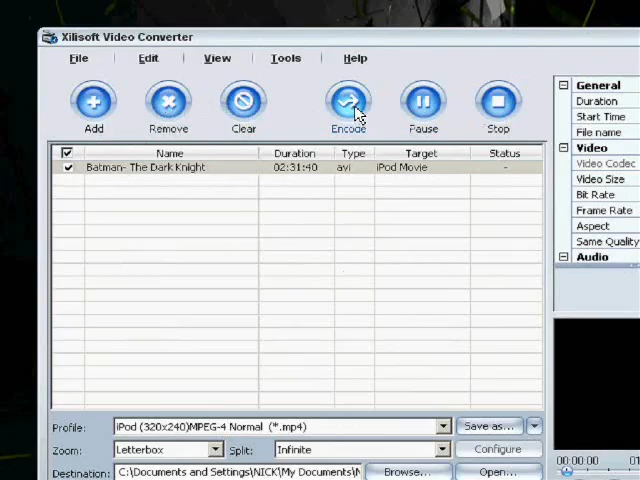 Xilisoft Video Converter
File Edit View Tools Help
Add Remove Clear Encode Pause Stop
Name Duration Type Target Status
Batman- The Dark Knight 02:31:40 avi iPod Movie -
Profile: iPod (320x240)MPEG-4 Normal (*.mp4) Save as...
Zoom: Letterbox Split: Infinite Configure
Destination: C:\Documents and Settings\NICK\My Documents\N Browse... Open...
General
Duration
Start Time
File name
Video
Video Codec
Video Size
Bit Rate
Frame Rate
Aspect
Same Quality
Audio
00:00:00 01